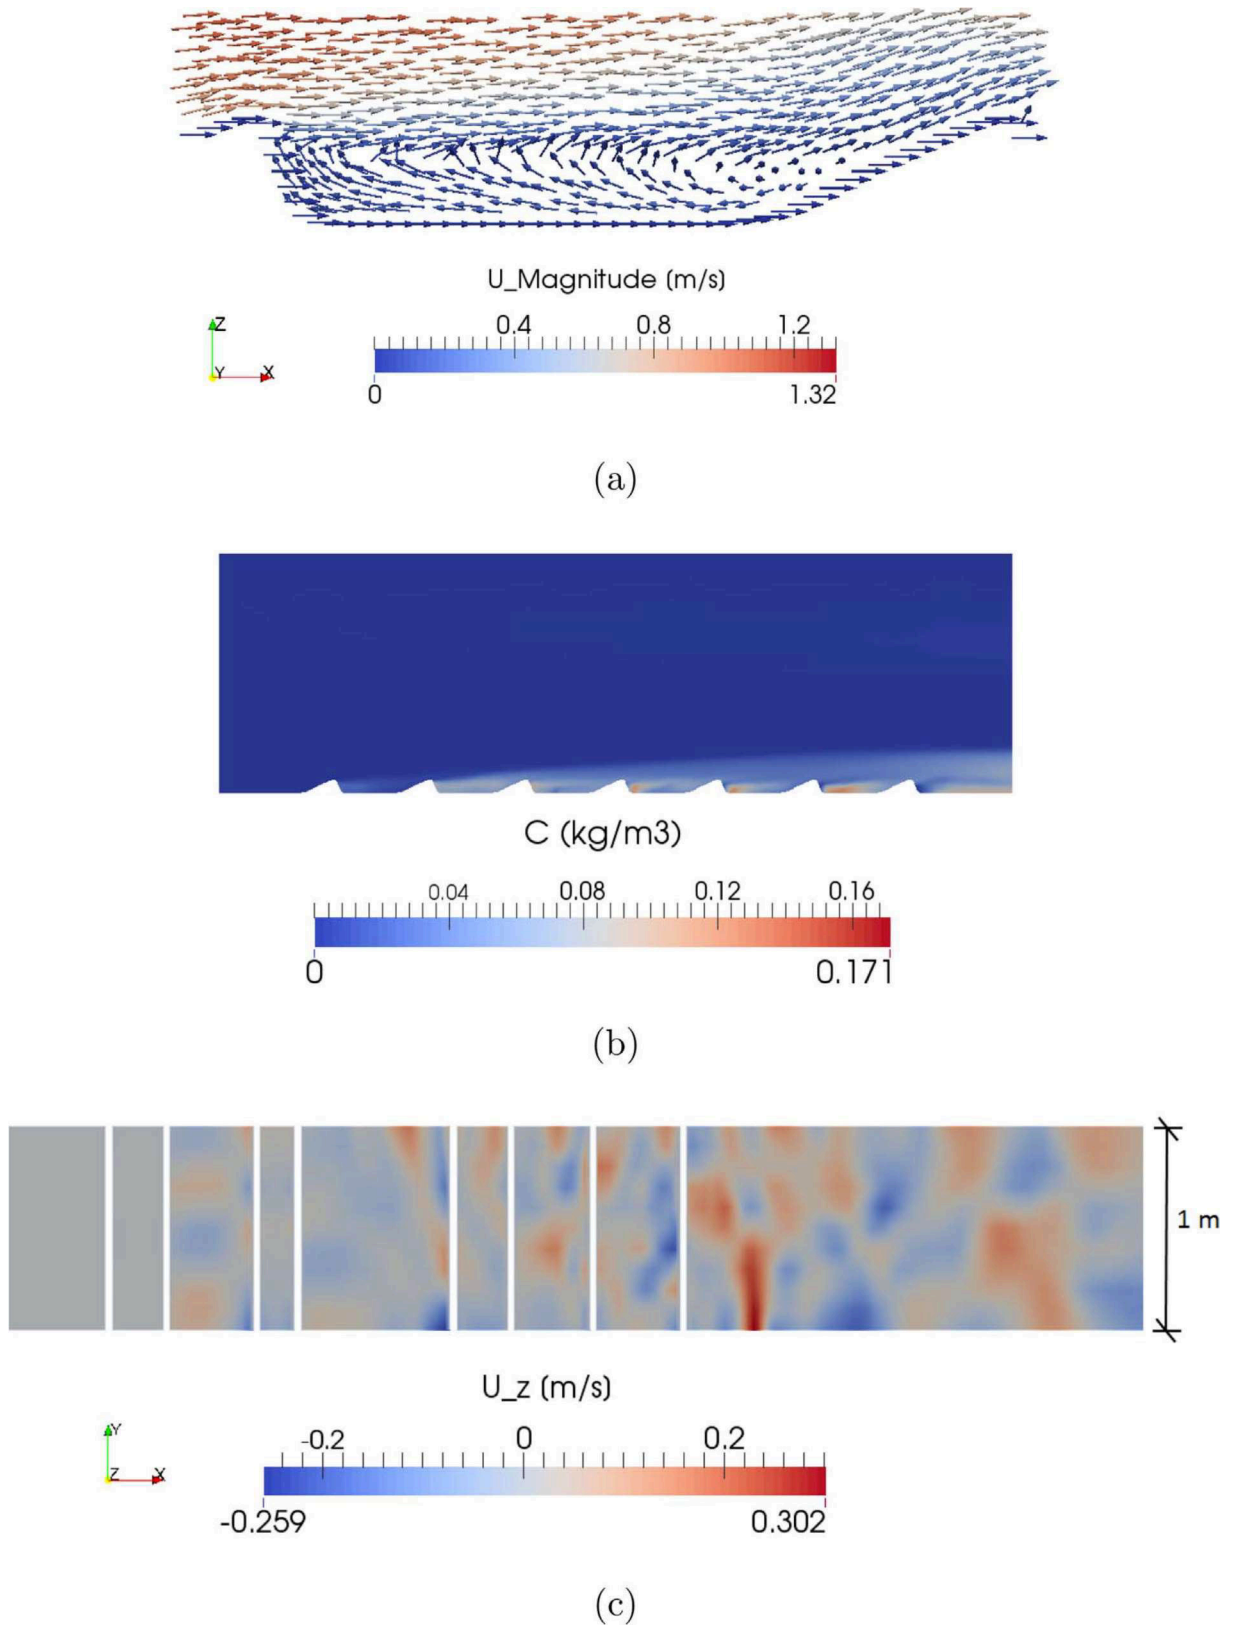 U_Magnitude (m/s)
Z
Y X
0.4 0.8 1.2
0 1.32
(a)
C (kg/m3)
0.04 0.08 0.12 0.16
0 0.171
(b)
1 m
U_z (m/s)
Y
Z X
-0.2 0 0.2
-0.259 0.302
(c)